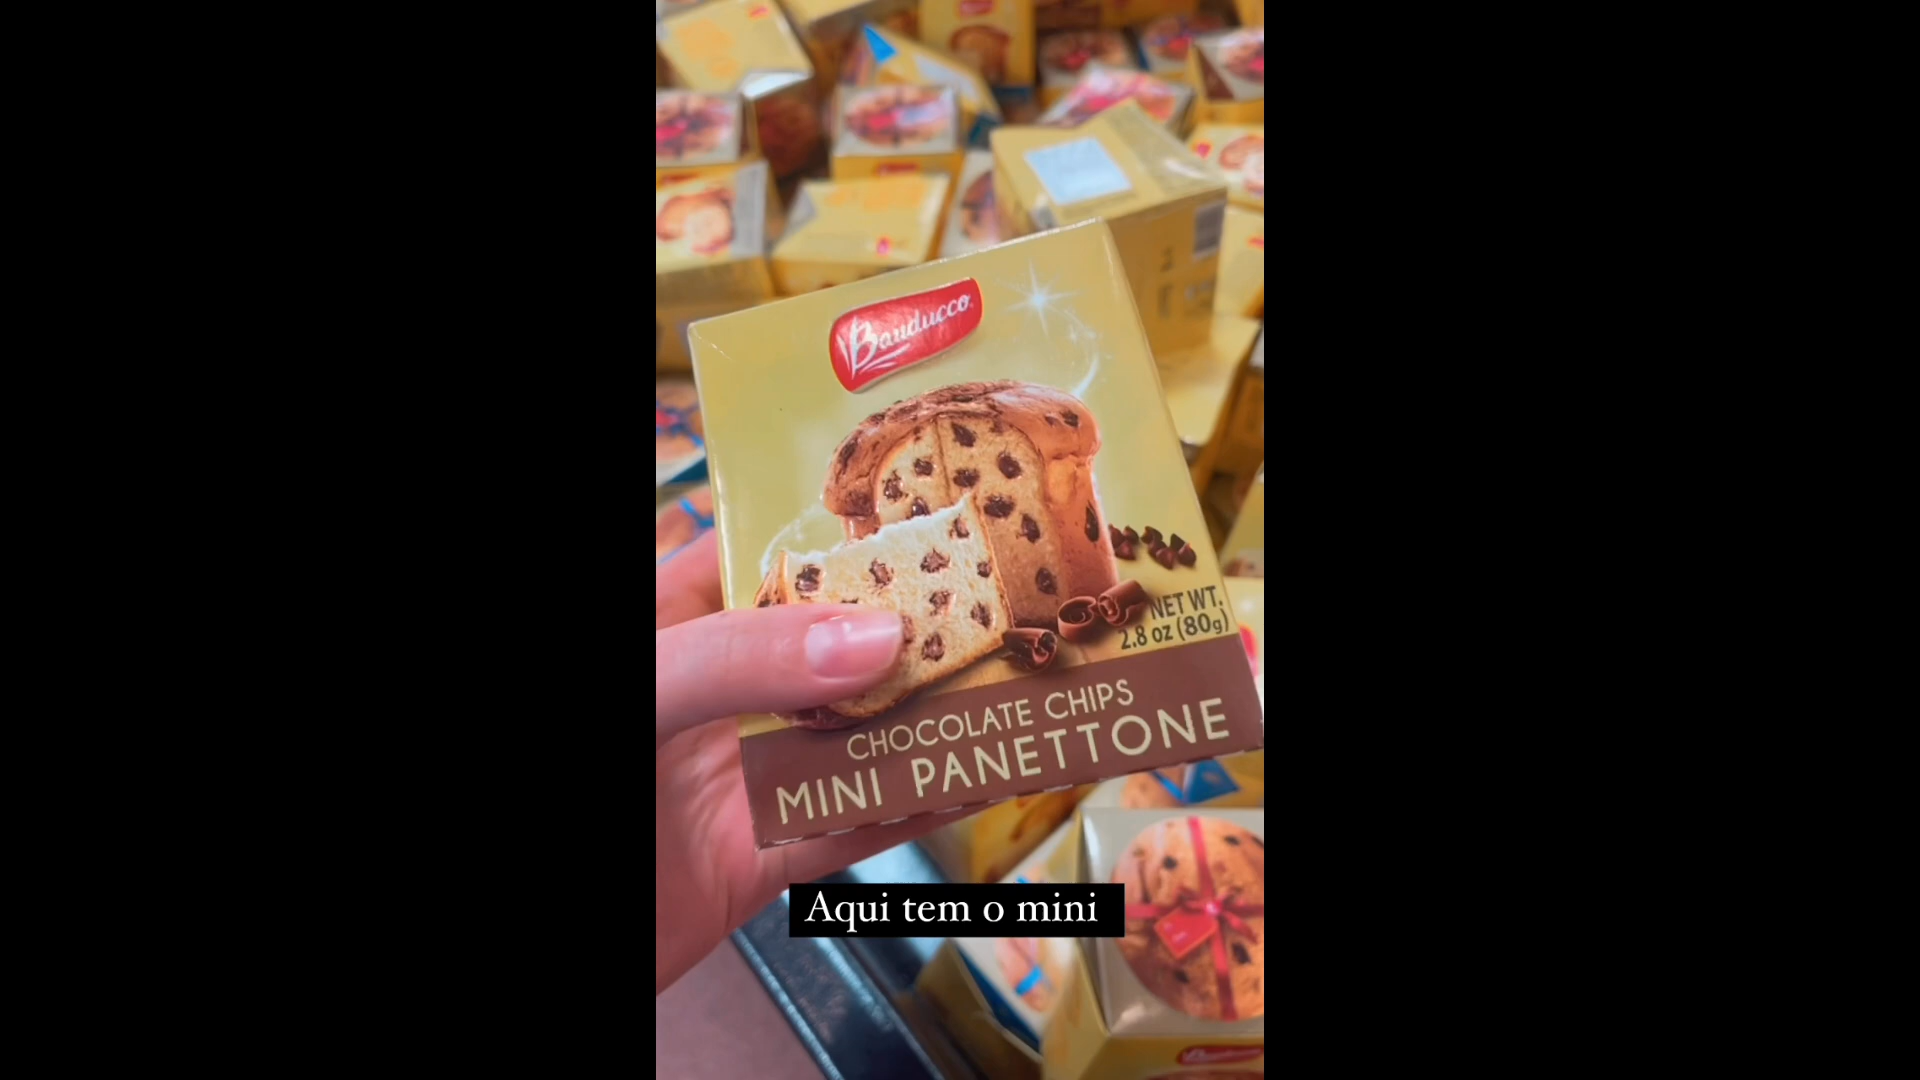 Bauducco
NET WT.
2.8 oz (80g)
CHOCOLATE CHIPS
MINI PANETTONE
Aqui tem o mini